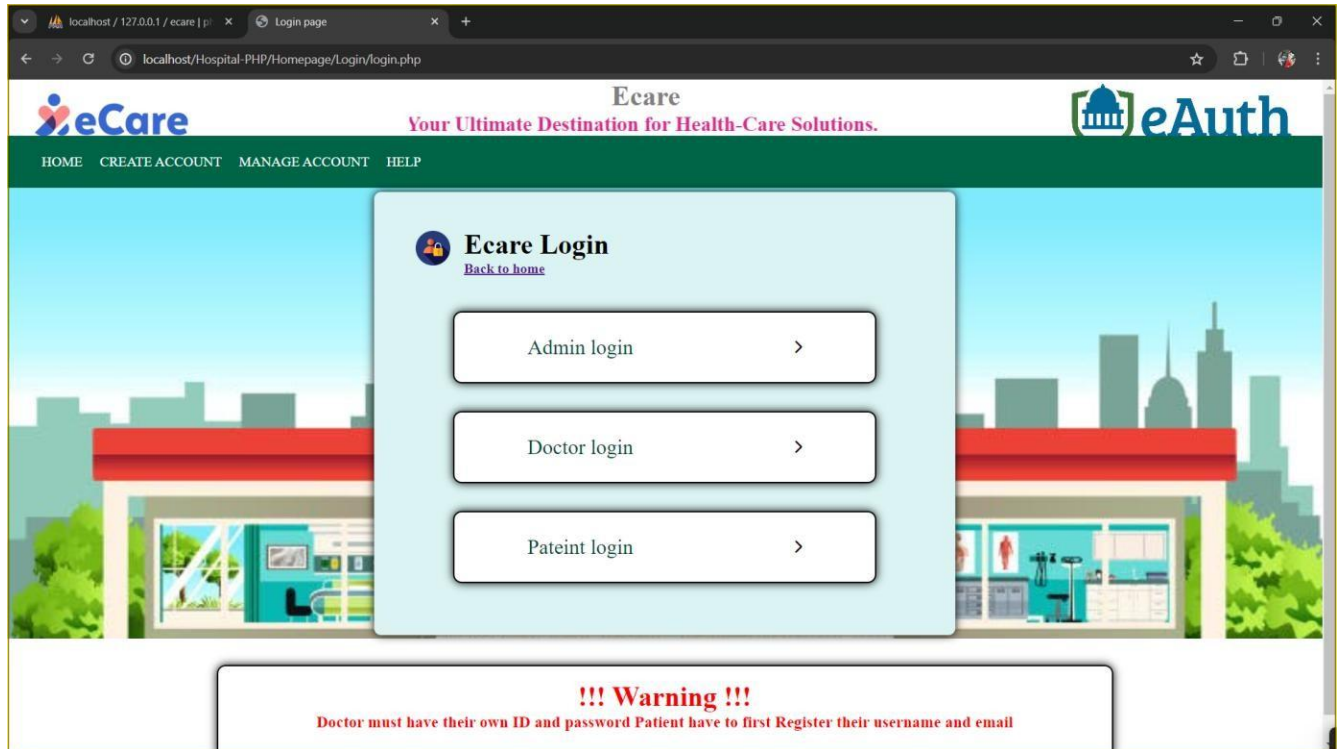 localhost / 127.0.0.1 / ecare | p
Login page
localhost/Hospital-PHP/Homepage/Login/login.php
eCare
Ecare
Your Ultimate Destination for Health-Care Solutions.
eAuth
HOME CREATE ACCOUNT MANAGE ACCOUNT HELP
Ecare Login
Back to home
Admin login
Doctor login
Pateint login
!!! Warning !!!
Doctor must have their own ID and password Patient have to first Register their username and email